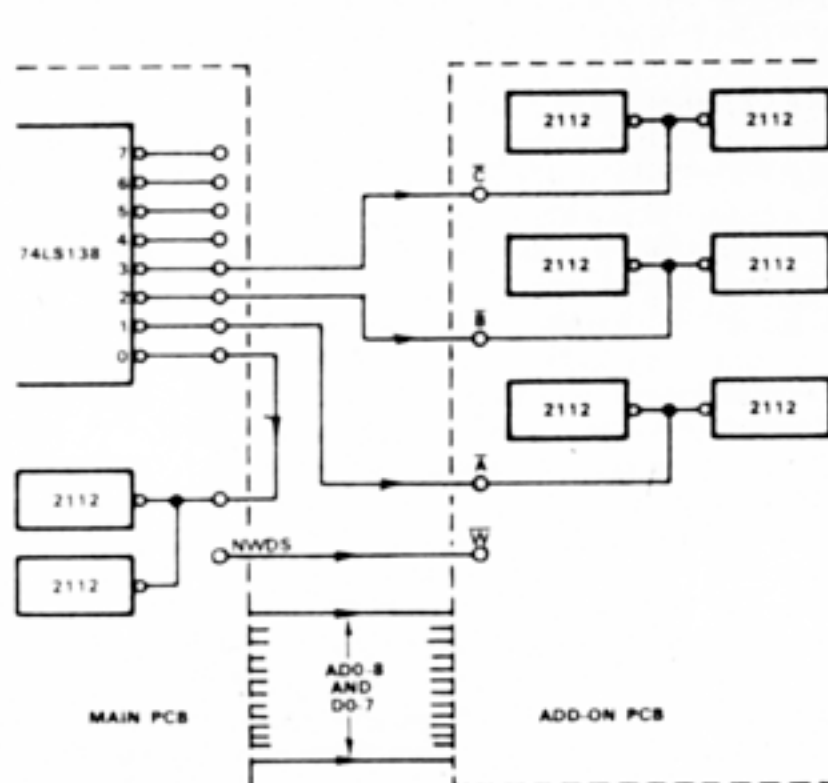 2112 2112
7
6
5
4
3
2
1
0
74LS138
C̅
2112 2112
B̅
2112 2112
A̅
2112
2112
NWDS
W̅
AD0-8
AND
D0-7
MAIN PCB
ADD-ON PCB